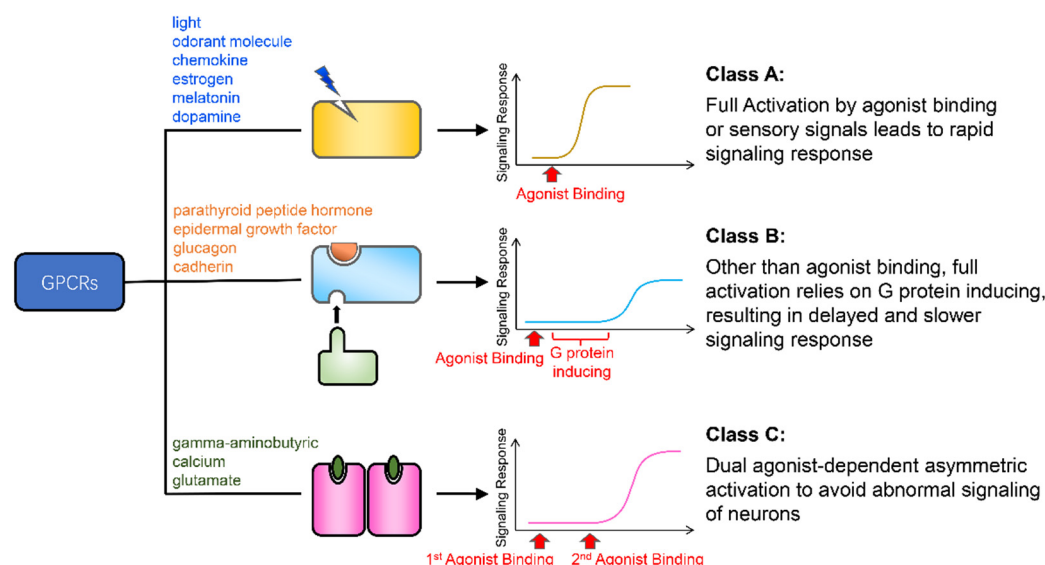 light
odorant molecule
chemokine
estrogen
melatonin
dopamine
Signaling Response
Agonist Binding
Class A:
Full Activation by agonist binding
or sensory signals leads to rapid
signaling response
GPCRs
parathyroid peptide hormone
epidermal growth factor
glucagon
cadherin
Signaling Response
Agonist Binding
G protein
inducing
Class B:
Other than agonist binding, full
activation relies on G protein inducing,
resulting in delayed and slower
signaling response
gamma-aminobutyric
calcium
glutamate
Signaling Response
1st Agonist Binding
2nd Agonist Binding
Class C:
Dual agonist-dependent asymmetric
activation to avoid abnormal signaling
of neurons